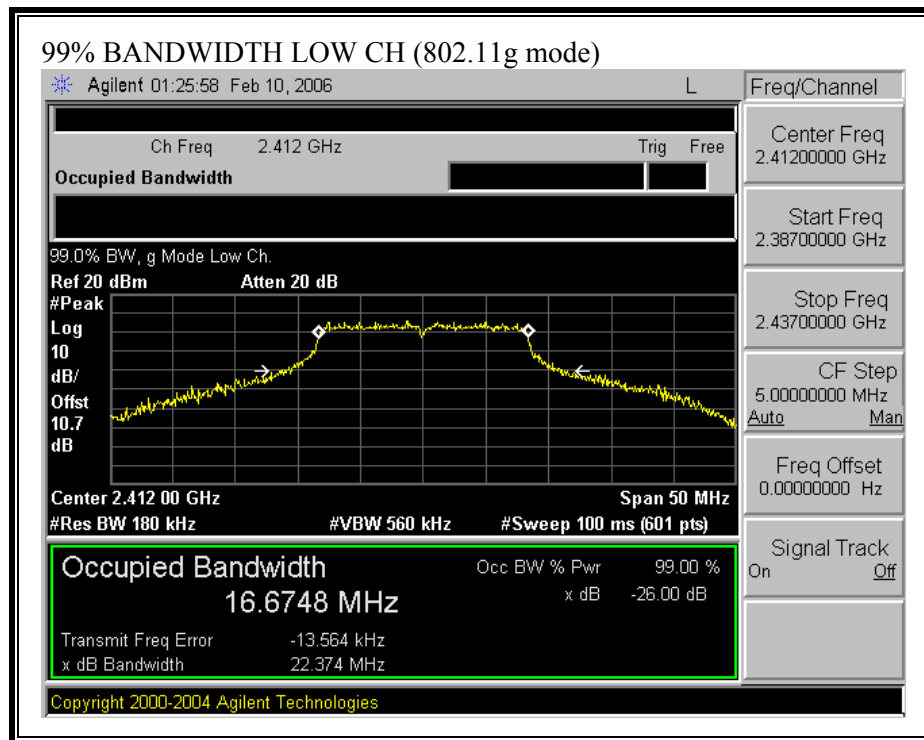 99% BANDWIDTH LOW CH (802.11g mode)
Agilent 01:25:58 Feb 10, 2006 L
Freq/Channel
Ch Freq 2.412 GHz Trig Free
Occupied Bandwidth
99.0% BW, g Mode Low Ch.
Ref 20 dBm Atten 20 dB
#Peak
Log
10
dB/
Offst
10.7
dB
Center 2.412 00 GHz Span 50 MHz
#Res BW 180 kHz #VBW 560 kHz #Sweep 100 ms (601 pts)
Occupied Bandwidth Occ BW % Pwr 99.00 %
16.6748 MHz x dB -26.00 dB
Transmit Freq Error -13.564 kHz
x dB Bandwidth 22.374 MHz
Copyright 2000-2004 Agilent Technologies
Center Freq
2.41200000 GHz
Start Freq
2.38700000 GHz
Stop Freq
2.43700000 GHz
CF Step
5.00000000 MHz
Auto Man
Freq Offset
0.00000000 Hz
Signal Track
On Off